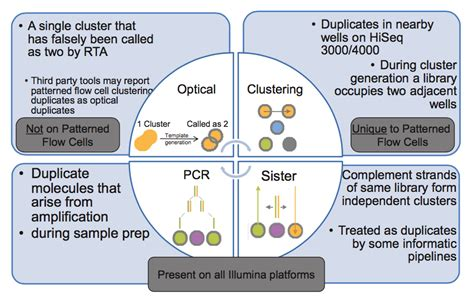 • A single cluster that
has falsely been called
as two by RTA
• Third party tools may report
patterned flow cell clustering
duplicates as optical
duplicates
Not on Patterned
Flow Cells
Optical
1 Cluster
Called as 2
Template
generation
Clustering
• Duplicates in nearby
wells on HiSeq
3000/4000
• During cluster
generation a library
occupies two adjacent
wells
Unique to Patterned
Flow Cells
• Duplicate
molecules that
arise from
amplification
• during sample prep
PCR
Sister
Complement strands
of same library form
independent clusters
• Treated as duplicates
by some informatic
pipelines
Present on all Illumina platforms